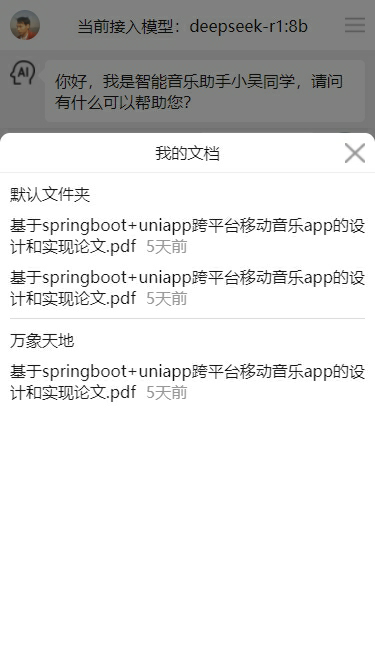 当前接入模型：deepseek-r1:8b
AI
你好，我是智能音乐助手小吴同学，请问
有什么可以帮助您？
我的文档
默认文件夹
基于springboot+uniapp跨平台移动音乐app的设
计和实现论文.pdf 5天前
基于springboot+uniapp跨平台移动音乐app的设
计和实现论文.pdf 5天前
万象天地
基于springboot+uniapp跨平台移动音乐app的设
计和实现论文.pdf 5天前